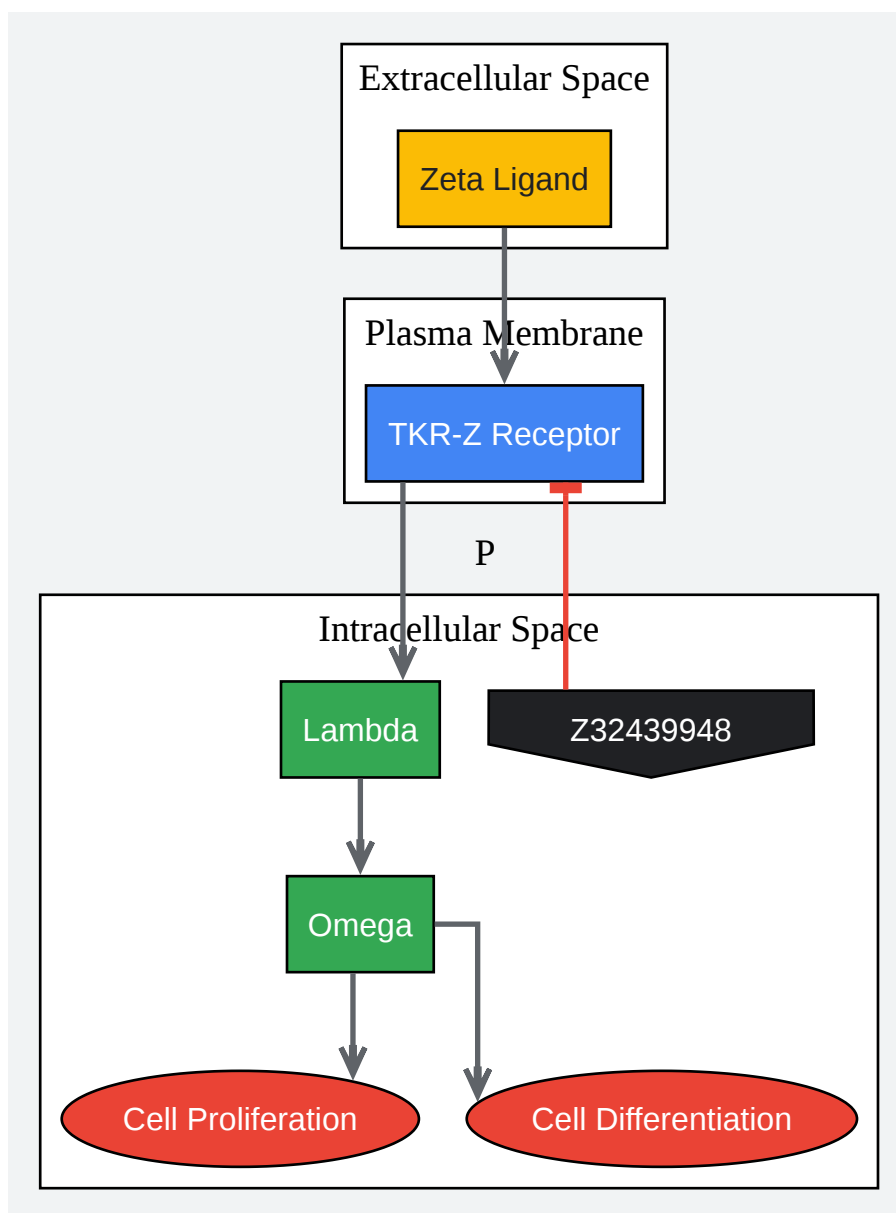 Extracellular Space
Zeta Ligand
Plasma Membrane
TKR-Z Receptor
P
Intracellular Space
Lambda
Z32439948
Omega
Cell Proliferation
Cell Differentiation